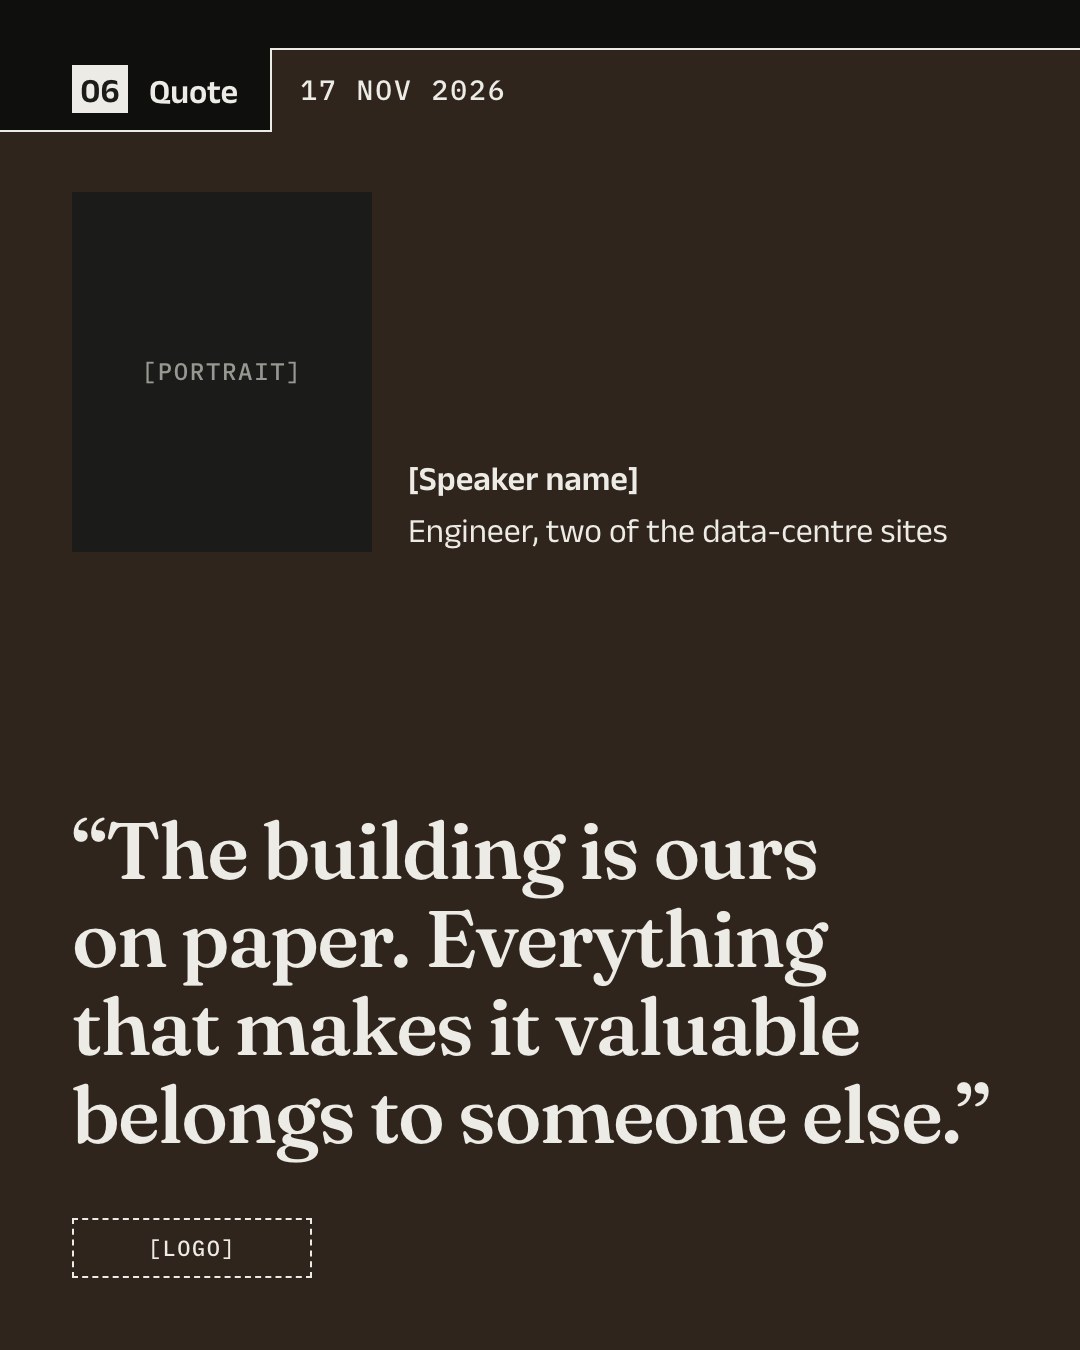 06 Quote
17 NOV 2026
[PORTRAIT]
[Speaker name]
Engineer, two of the data-centre sites
“The building is ours
on paper. Everything
that makes it valuable
belongs to someone else.”
[LOGO]